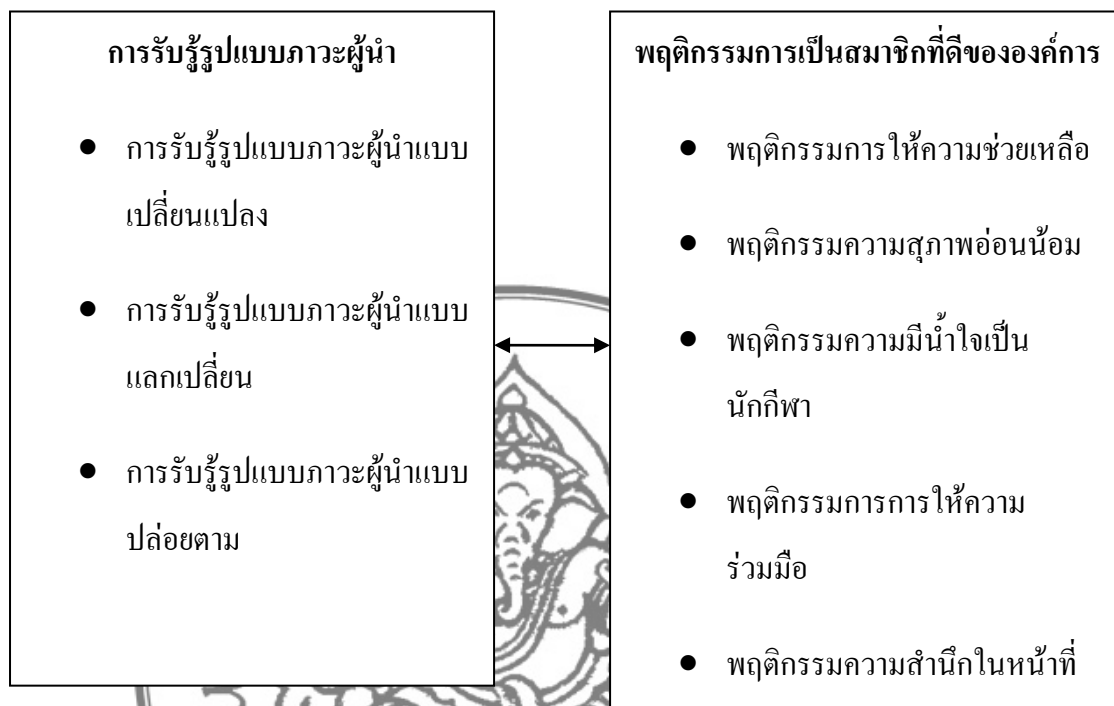 การรับรู้รูปแบบภาวะผู้นำ
● การรับรู้รูปแบบภาวะผู้นำแบบ
เปลี่ยนแปลง
● การรับรู้รูปแบบภาวะผู้นำแบบ
แลกเปลี่ยน
● การรับรู้รูปแบบภาวะผู้นำแบบ
ปล่อยตาม
พฤติกรรมการเป็นสมาชิกที่ดีขององค์การ
● พฤติกรรมการให้ความช่วยเหลือ
● พฤติกรรมความสุภาพอ่อนน้อม
● พฤติกรรมความมีน้ำใจเป็น
นักกีฬา
● พฤติกรรมการการให้ความ
ร่วมมือ
● พฤติกรรมความสำนึกในหน้าที่